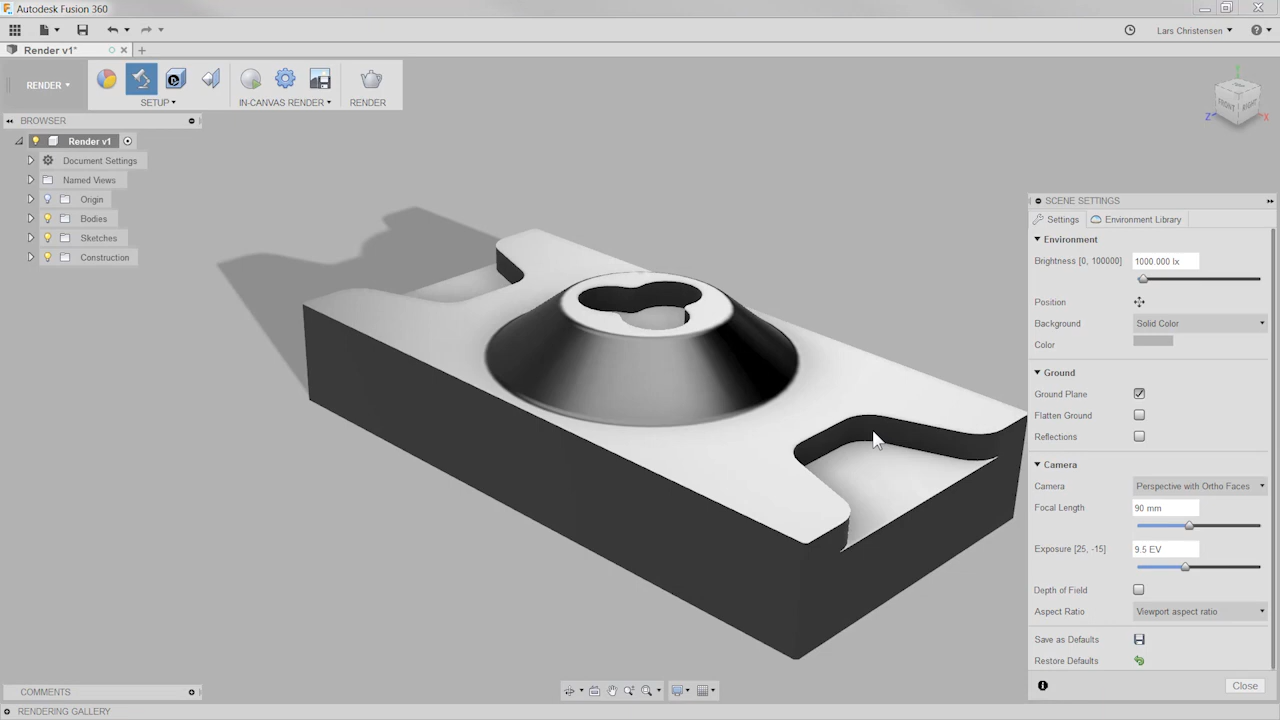 Autodesk Fusion 360
Lars Christensen
Render v1*
RENDER
SETUP
IN-CANVAS RENDER
RENDER
BROWSER
Render v1
Document Settings
Named Views
Origin
Bodies
Sketches
Construction
FRONT
RIGHT
Z
X
SCENE SETTINGS
Settings
Environment Library
Environment
Brightness [0, 100000] 1000.000 lx
Position
Background Solid Color
Color
Ground
Ground Plane
Flatten Ground
Reflections
Camera
Camera Perspective with Ortho Faces
Focal Length 90 mm
Exposure [25, -15] 9.5 EV
Depth of Field
Aspect Ratio Viewport aspect ratio
Save as Defaults
Restore Defaults
Close
COMMENTS
RENDERING GALLERY